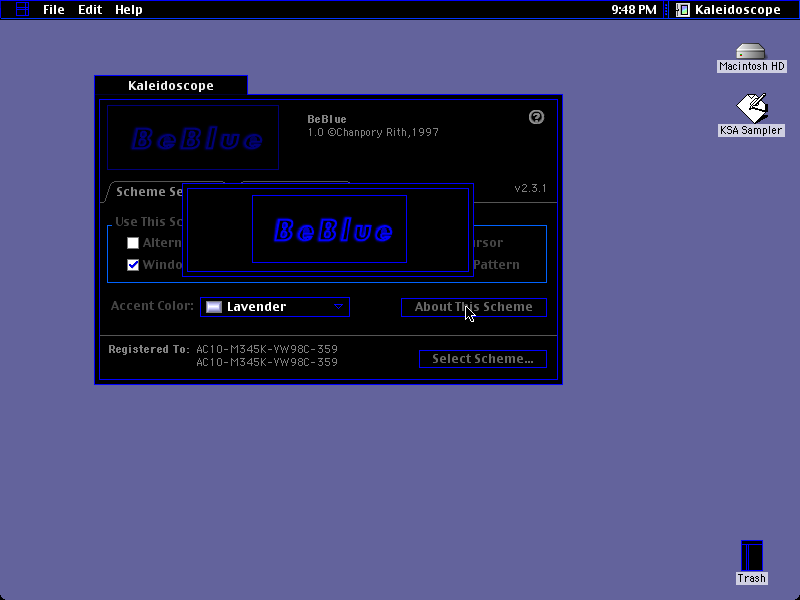 File Edit Help
9:48 PM
Kaleidoscope
Macintosh HD
KSA Sampler
Kaleidoscope
BeBlue
BeBlue
1.0 ©Chanpory Rith,1997
?
v2.3.1
Scheme Se
Use This Sc
Altern
ursor
Windo
Pattern
BeBlue
Accent Color:
Lavender
About This Scheme
Registered To: AC10-M345K-VW98C-359
AC10-M345K-VW98C-359
Select Scheme...
Trash